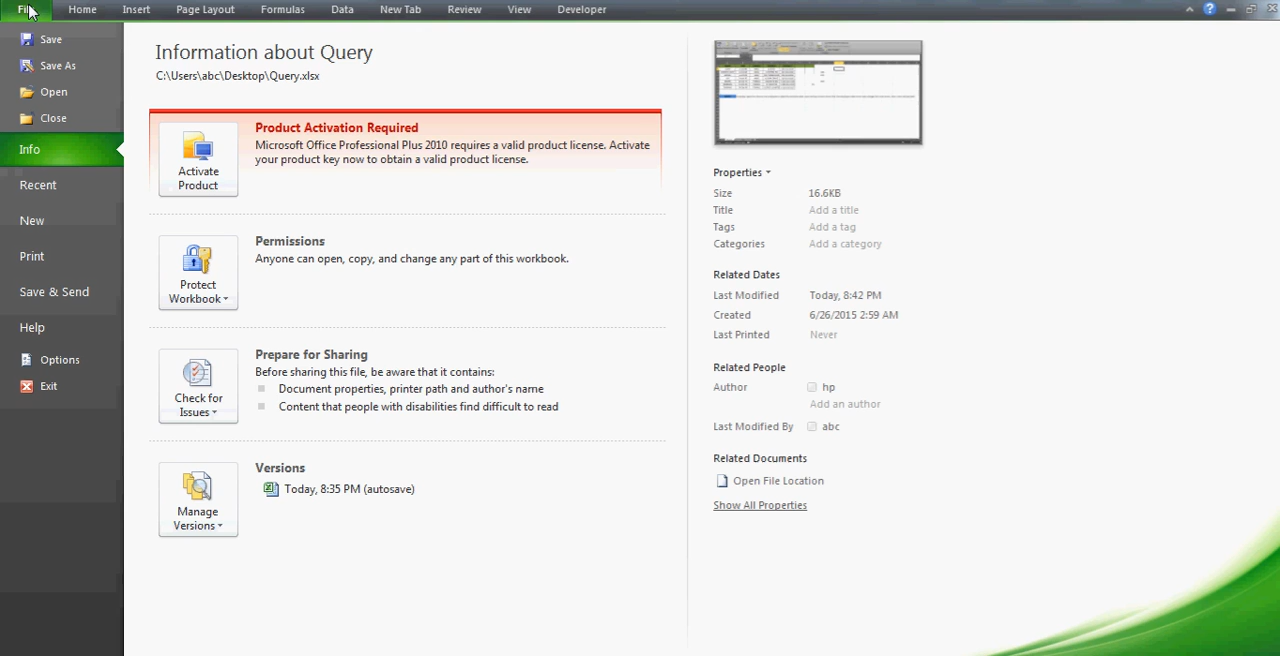 Home Insert Page Layout Formulas Data New Tab Review View Developer
Save
Save As
Open
Close
Info
Recent
New
Print
Save & Send
Help
Options
Exit
Information about Query
C:\Users\abc\Desktop\Query.xlsx
Activate
Product
Product Activation Required
Microsoft Office Professional Plus 2010 requires a valid product license. Activate
your product key now to obtain a valid product license.
Protect
Workbook
Permissions
Anyone can open, copy, and change any part of this workbook.
Check for
Issues
Prepare for Sharing
Before sharing this file, be aware that it contains:
Document properties, printer path and author's name
Content that people with disabilities find difficult to read
Manage
Versions
Versions
Today, 8:35 PM (autosave)
Properties
Size 16.6KB
Title Add a title
Tags Add a tag
Categories Add a category
Related Dates
Last Modified Today, 8:42 PM
Created 6/26/2015 2:59 AM
Last Printed Never
Related People
Author hp
Add an author
Last Modified By abc
Related Documents
Open File Location
Show All Properties